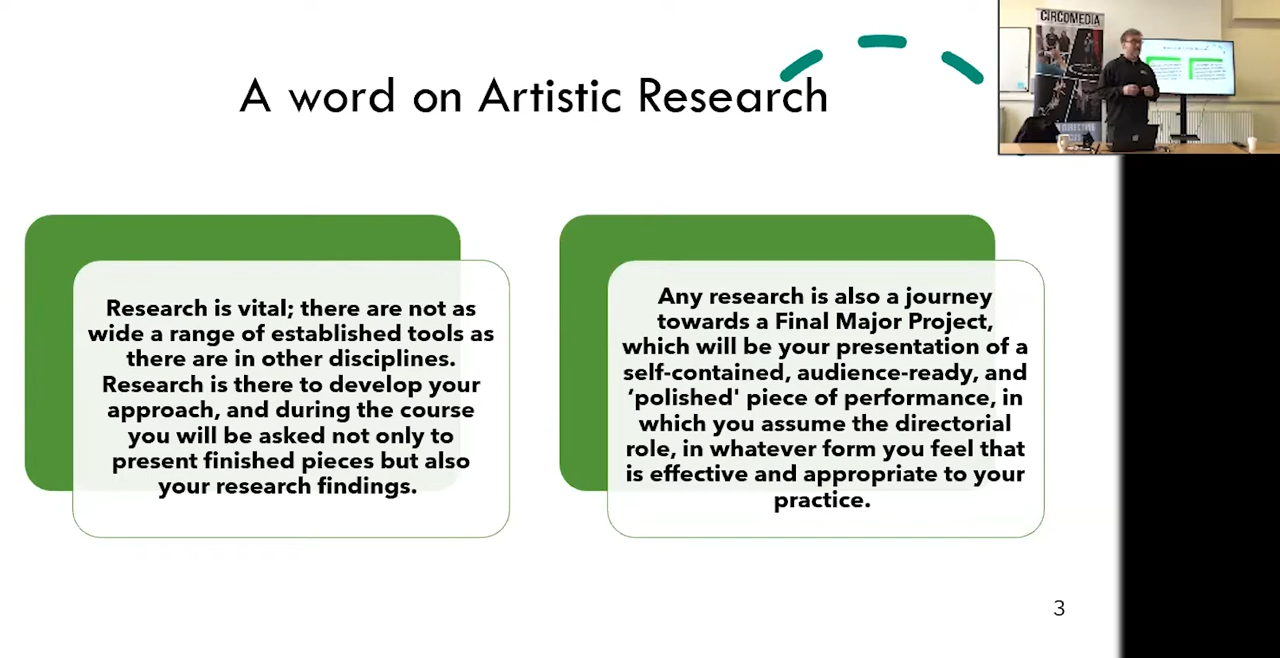 A word on Artistic Research
CIRCOMEDIA
Research is vital; there are not as
wide a range of established tools as
there are in other disciplines.
Research is there to develop your
approach, and during the course
you will be asked not only to
present finished pieces but also
your research findings.
Any research is also a journey
towards a Final Major Project,
which will be your presentation of a
self-contained, audience-ready, and
‘polished' piece of performance, in
which you assume the directorial
role, in whatever form you feel that
is effective and appropriate to your
practice.
3